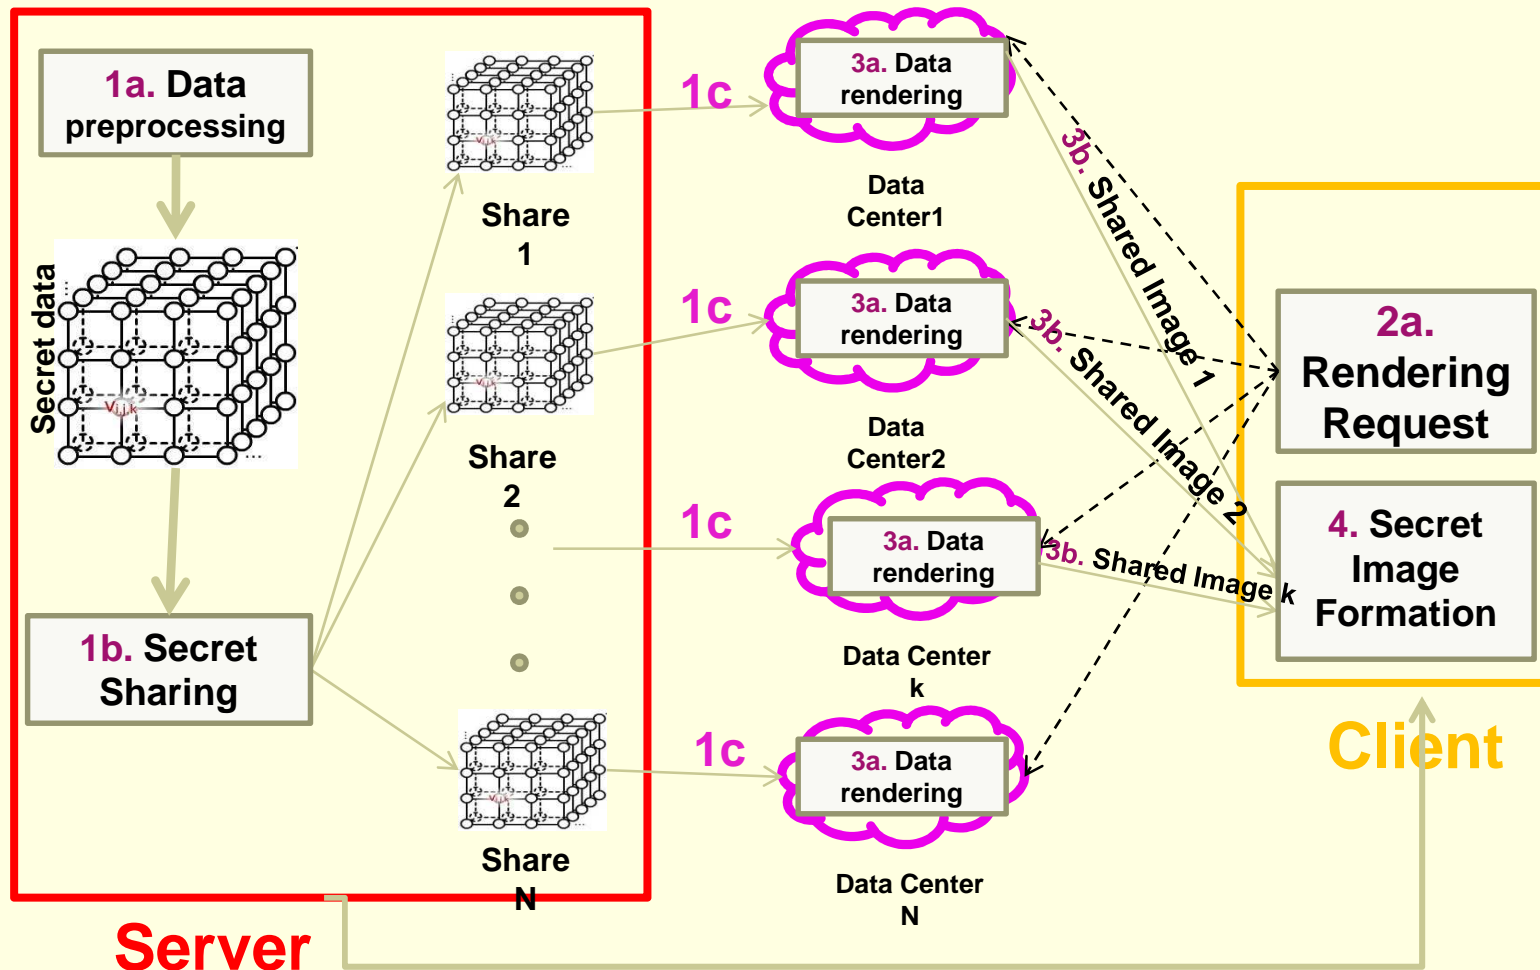 1a. Data
preprocessing
Secret data
Vi,j,k
...
1b. Secret
Sharing
Share
1
Share
2
Share
N
Server
1c
1c
1c
1c
3a. Data
rendering
Data
Center1
3a. Data
rendering
Data
Center2
3a. Data
rendering
Data Center
k
3a. Data
rendering
Data Center
N
3b. Shared Image 1
3b. Shared Image 2
3b. Shared Image k
2a.
Rendering
Request
4. Secret
Image
Formation
Client